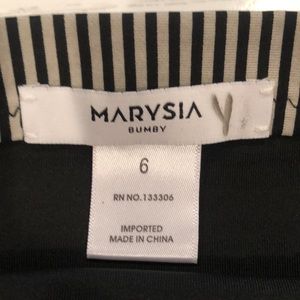 MARYSIA
BUMBY
6
RN NO.133306
IMPORTED
MADE IN CHINA